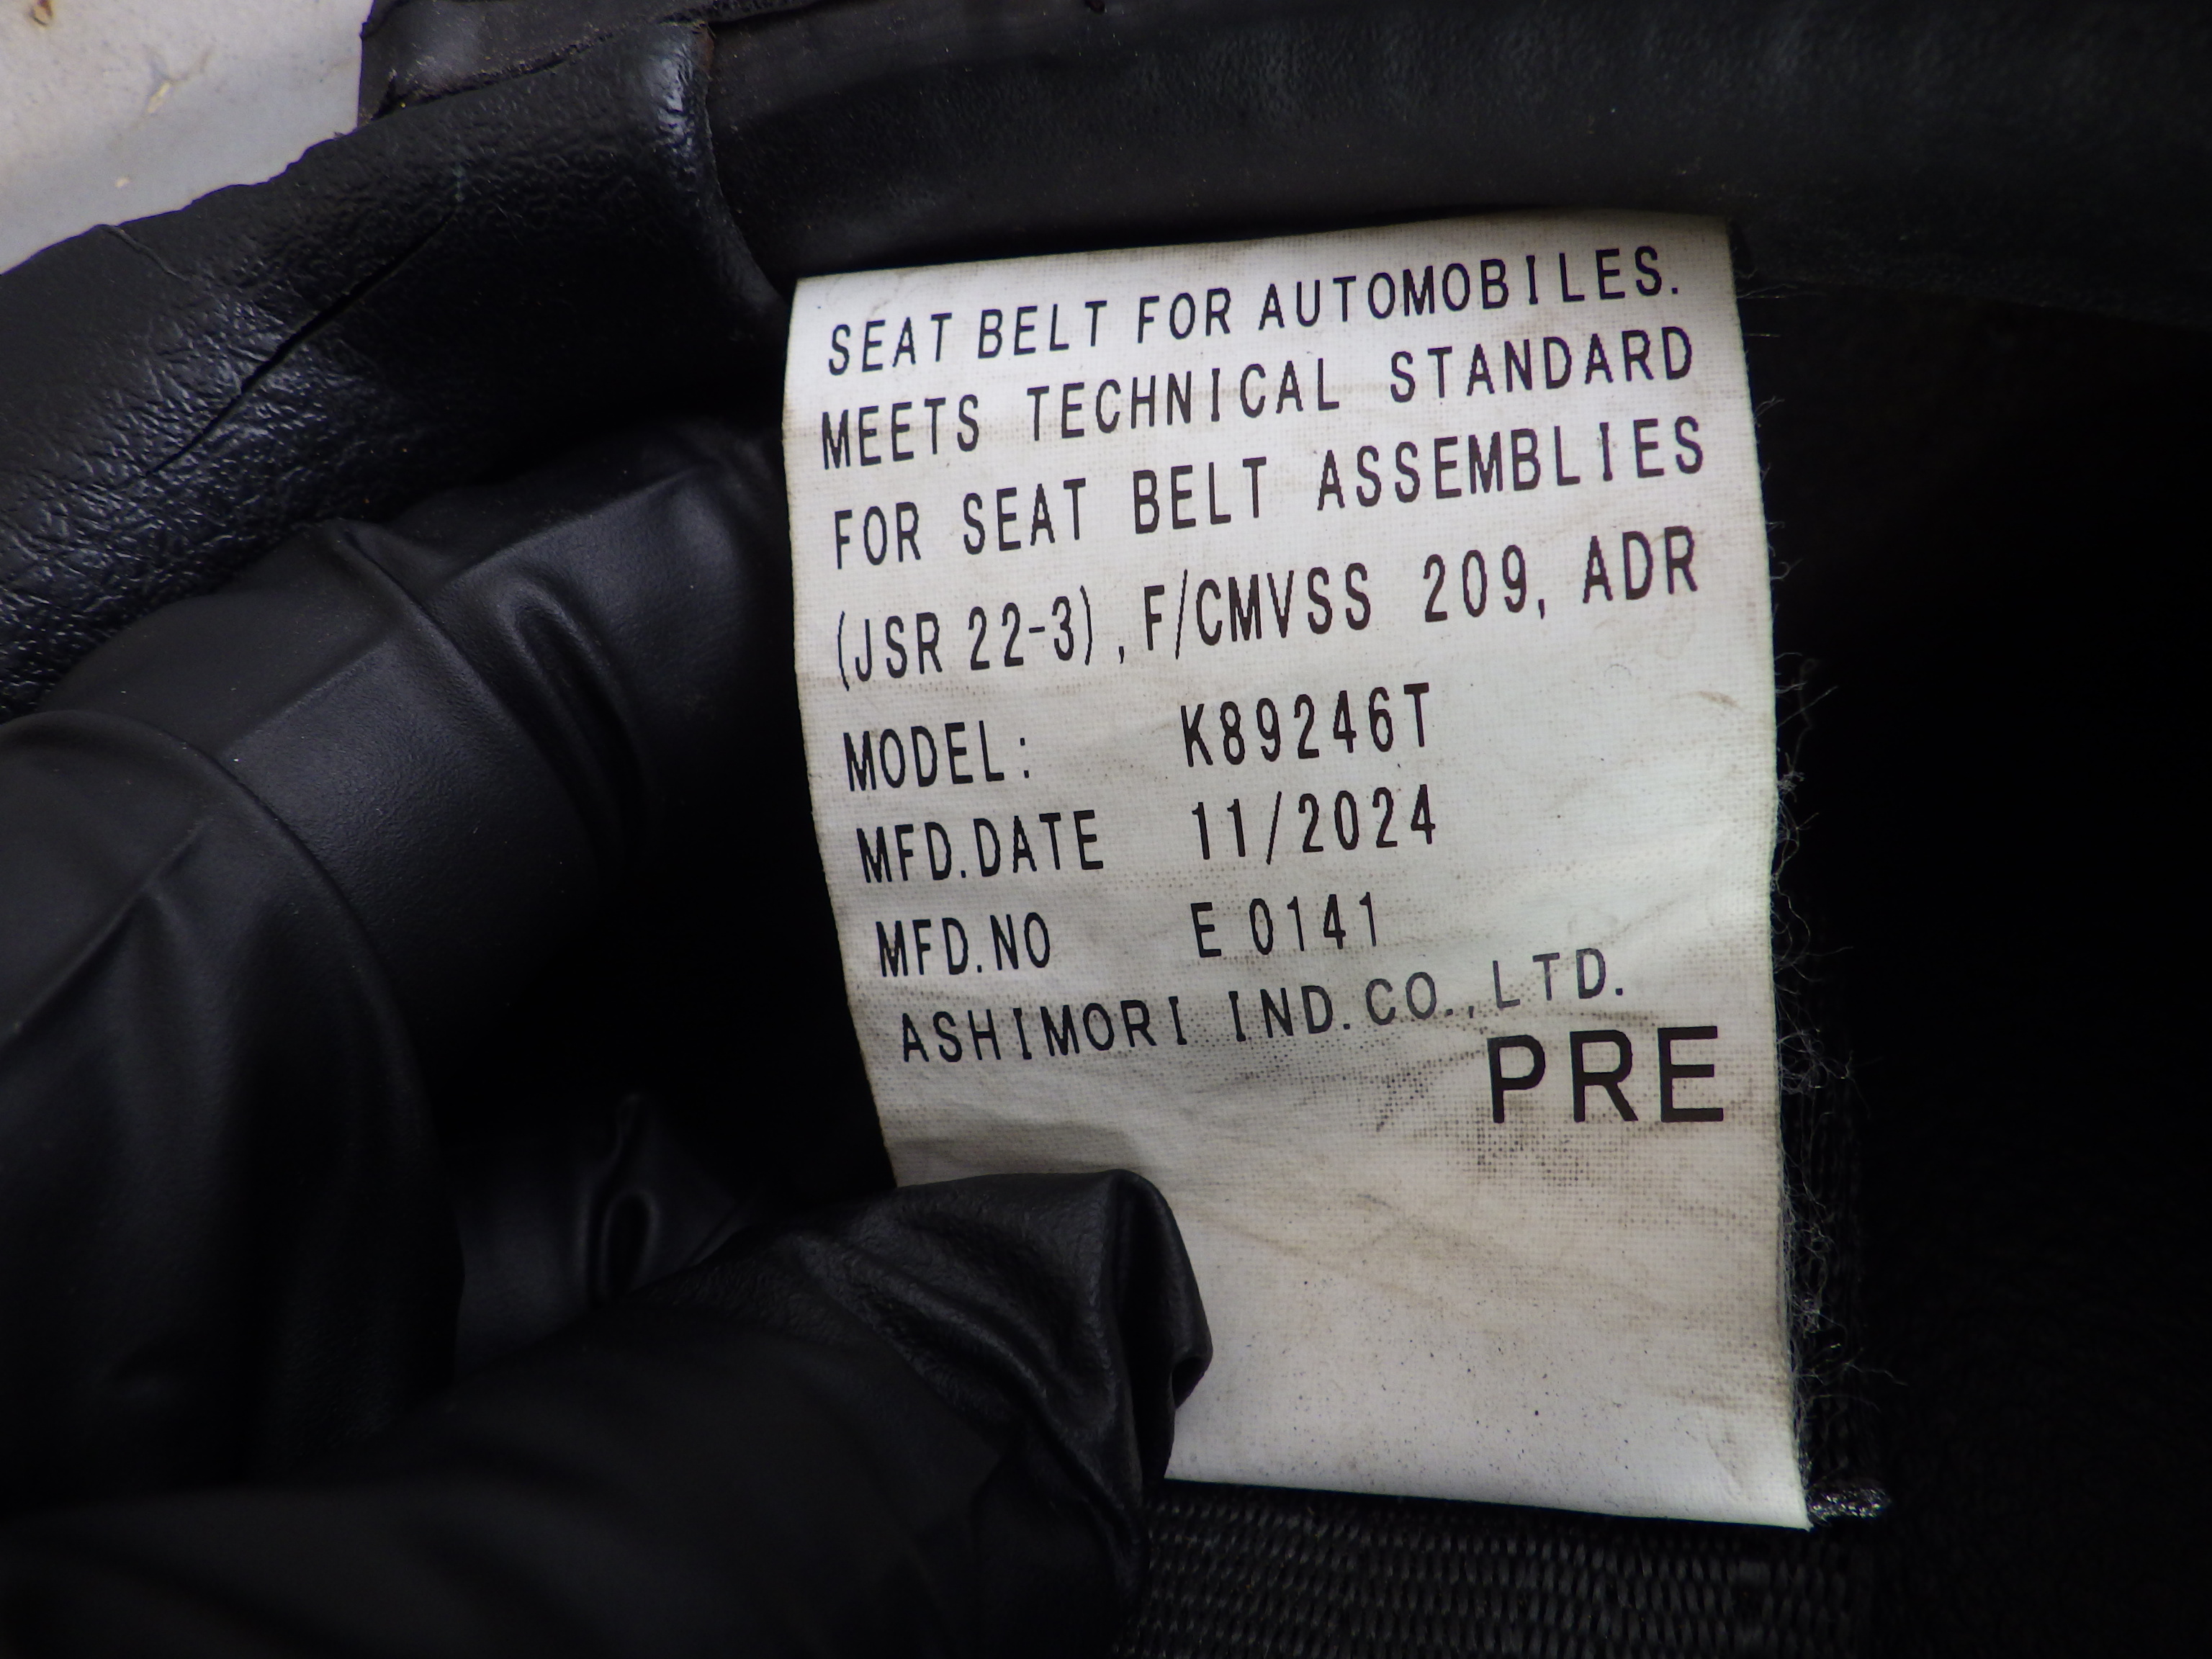 SEAT BELT FOR AUTOMOBILES.
MEETS TECHNICAL STANDARD
FOR SEAT BELT ASSEMBLIES
(JSR 22-3), F/CMVSS 209, ADR
MODEL: K89246T
MFD.DATE 11/2024
MFD.NO E 0141
ASHIMORI IND.CO.,LTD.
PRE